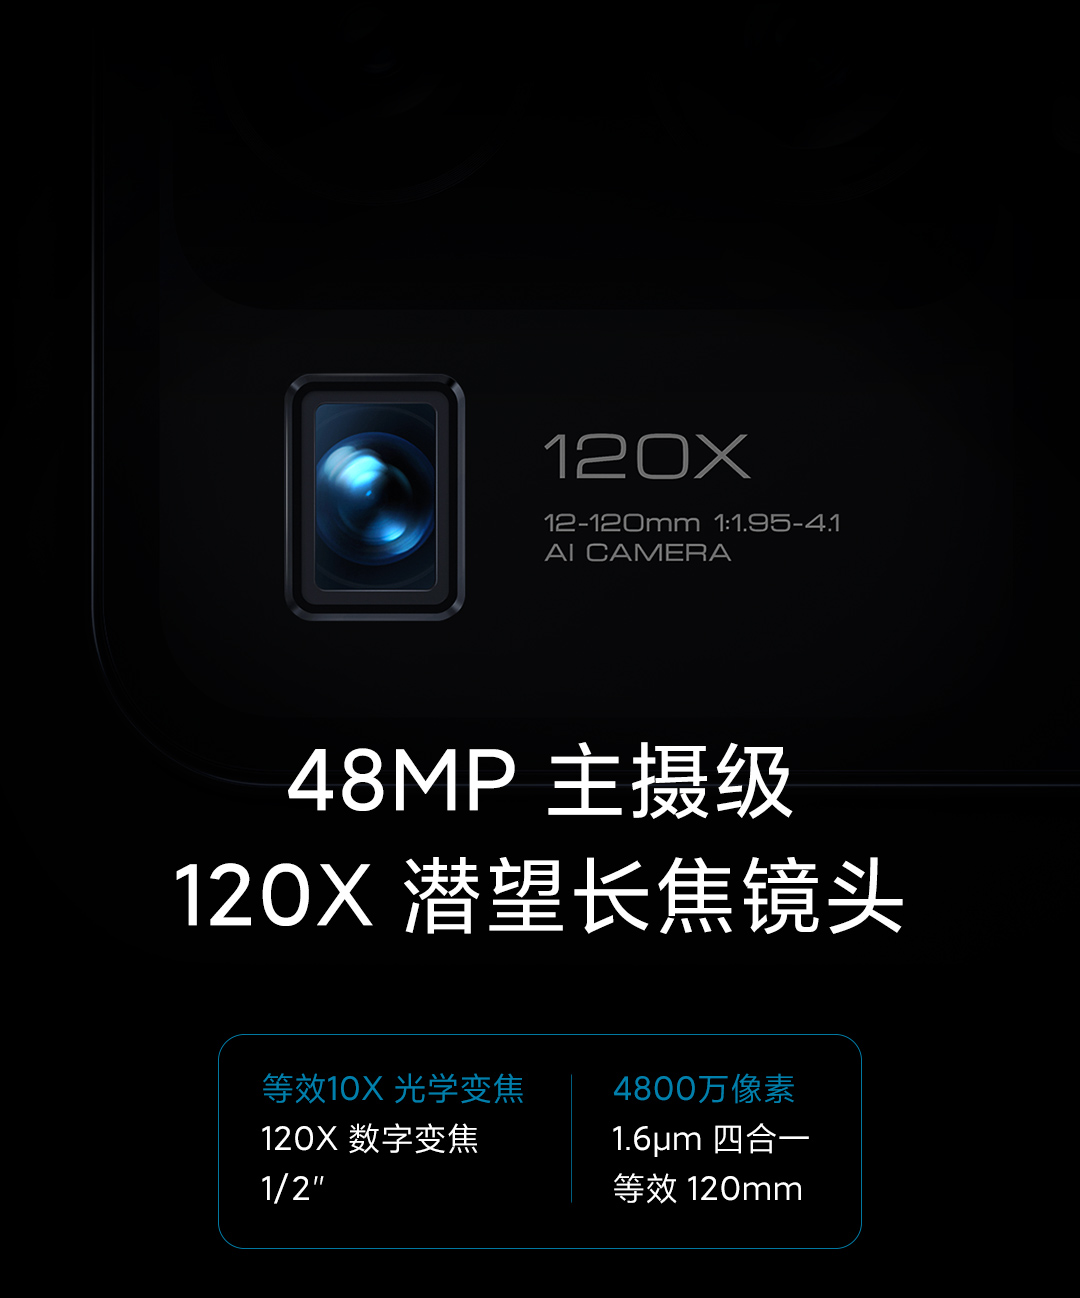 120X
12-120mm 1:1.95-4.1
AI CAMERA
48MP 主摄级
120X 潜望长焦镜头
等效10X 光学变焦
120X 数字变焦
1/2″
4800万像素
1.6μm 四合一
等效 120mm